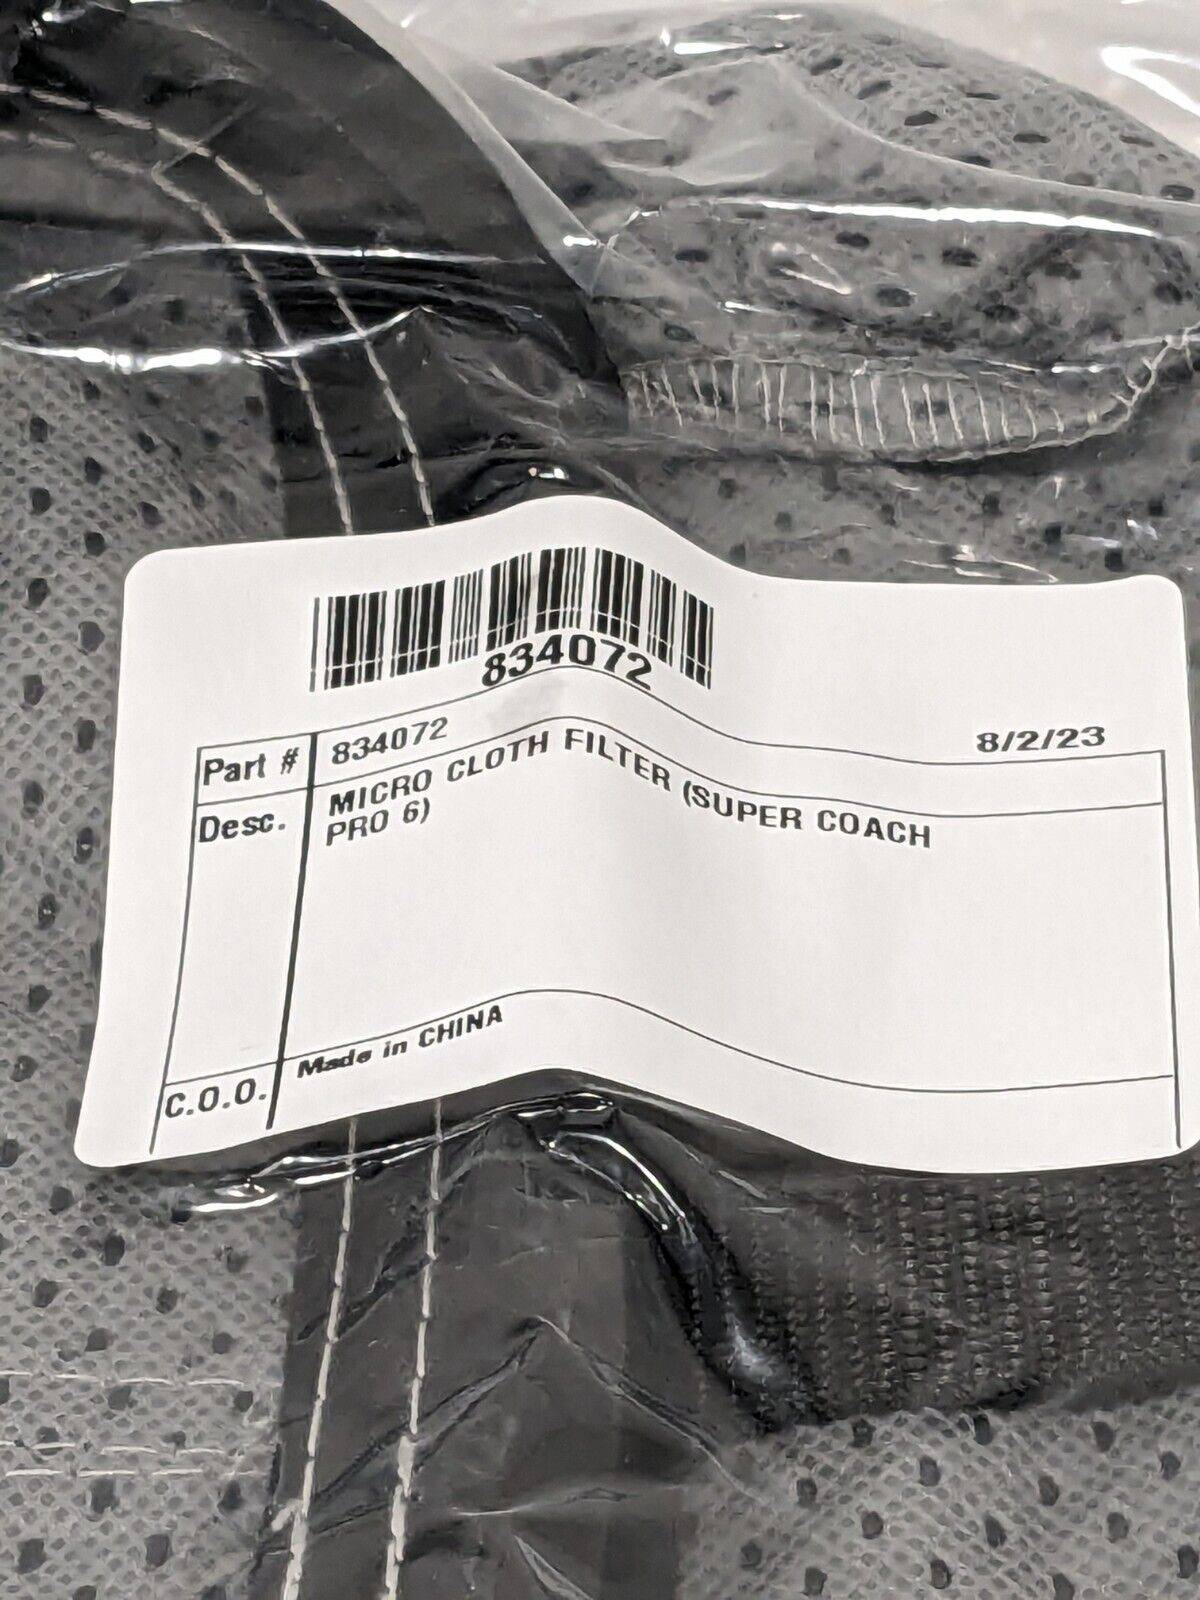 834072
8/2/23
Part # 834072
Desc. MICRO CLOTH FILTER (SUPER COACH
PRO 6)
C.O.O. Made in CHINA